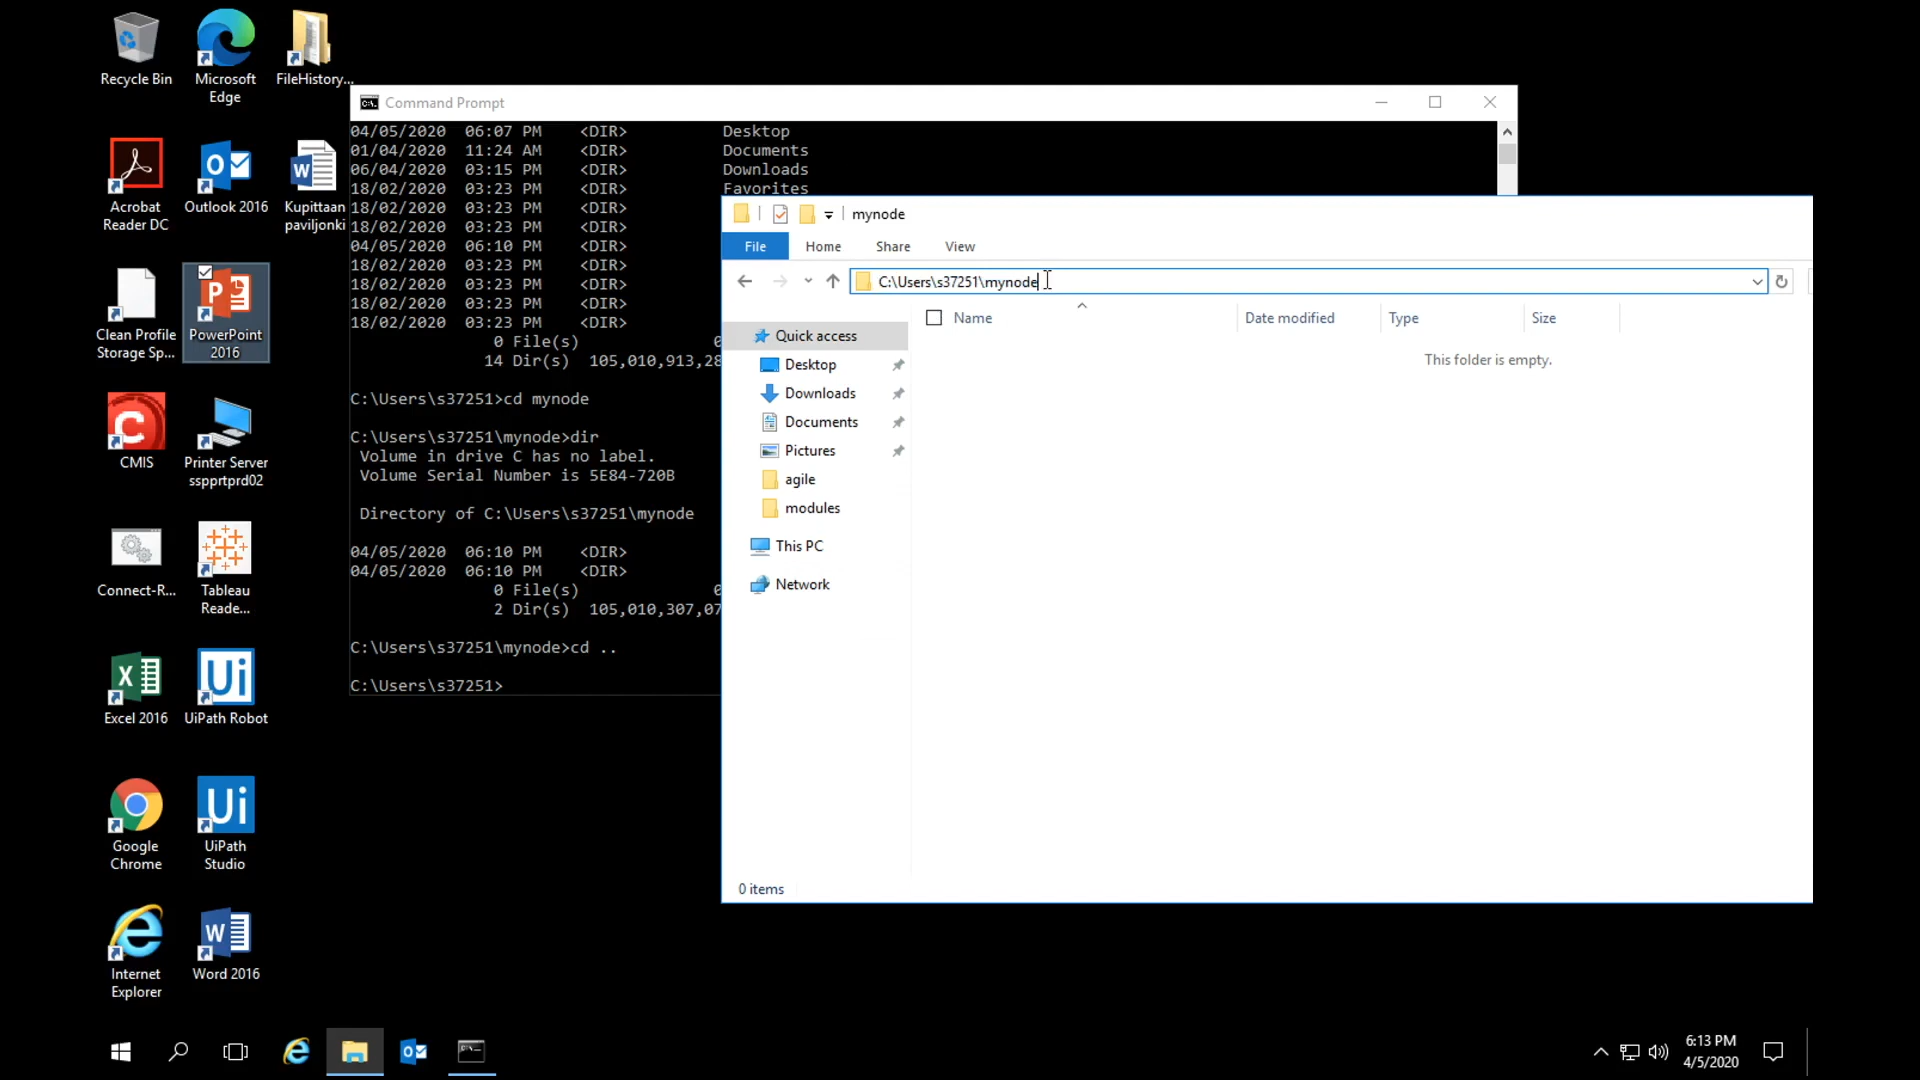 Recycle Bin
Microsoft
Edge
FileHistory...
Acrobat
Reader DC
Outlook 2016
Kupittaan
paviljonki
Clean Profile
Storage Sp...
PowerPoint
2016
CMIS
Printer Server
ssprtprd02
Connect-R...
Tableau
Reade...
Excel 2016
UiPath Robot
Google
Chrome
UiPath
Studio
Internet
Explorer
Word 2016
Command Prompt
04/05/2020  06:07 PM    <DIR>          Desktop
01/04/2020  11:24 AM    <DIR>          Documents
06/04/2020  03:15 PM    <DIR>          Downloads
18/02/2020  03:23 PM    <DIR>          Favorites
18/02/2020  03:23 PM    <DIR>
18/02/2020  03:23 PM    <DIR>
04/05/2020  06:10 PM    <DIR>
18/02/2020  03:23 PM    <DIR>
18/02/2020  03:23 PM    <DIR>
18/02/2020  03:23 PM    <DIR>
18/02/2020  03:23 PM    <DIR>
0 File(s)
14 Dir(s)  105,010,913,28
C:\Users\s37251>cd mynode
C:\Users\s37251\mynode>dir
Volume in drive C has no label.
Volume Serial Number is 5E84-720B
Directory of C:\Users\s37251\mynode
04/05/2020  06:10 PM    <DIR>
04/05/2020  06:10 PM    <DIR>
0 File(s)
2 Dir(s)  105,010,307,07
C:\Users\s37251\mynode>cd ..
C:\Users\s37251>
mynode
File Home Share View
C:\Users\s37251\mynode
Name Date modified Type Size
This folder is empty.
Quick access
Desktop
Downloads
Documents
Pictures
agile
modules
This PC
Network
0 items
6:13 PM
4/5/2020